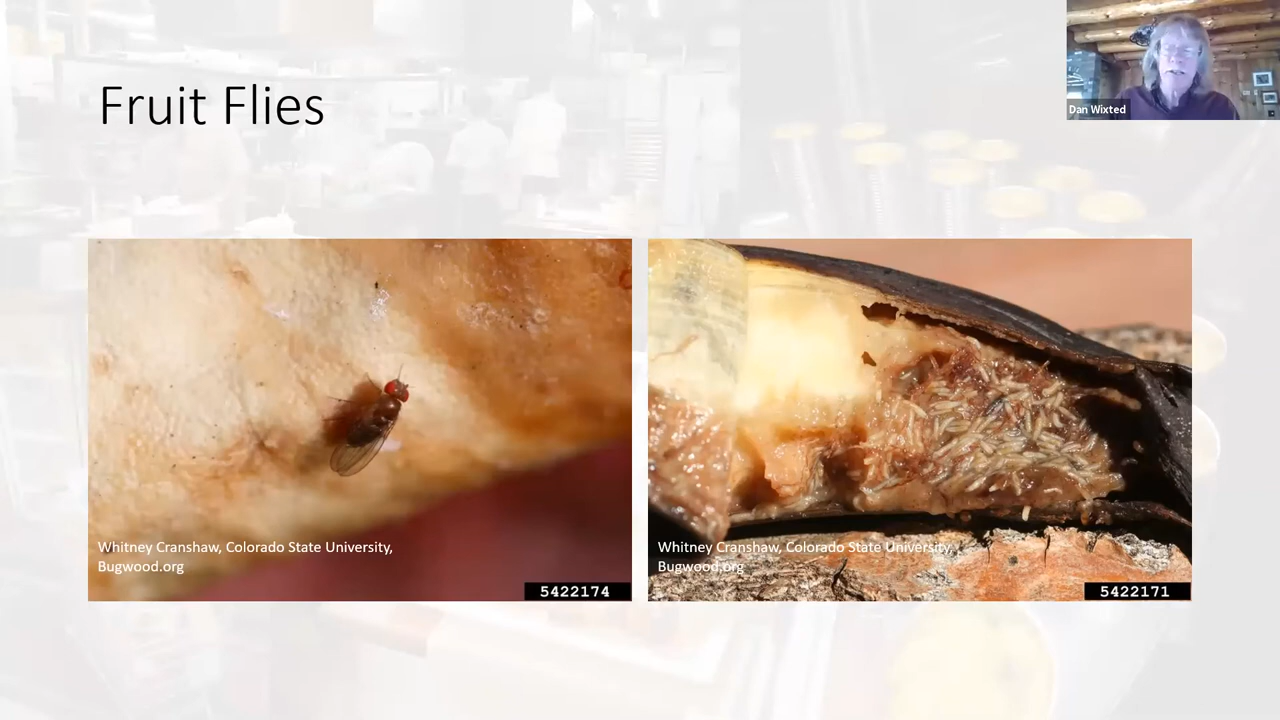 Fruit Flies
Dan Wixted
Whitney Cranshaw, Colorado State University,
Bugwood.org
5422174
Whitney Cranshaw, Colorado State University,
Bugwood.org
5422171